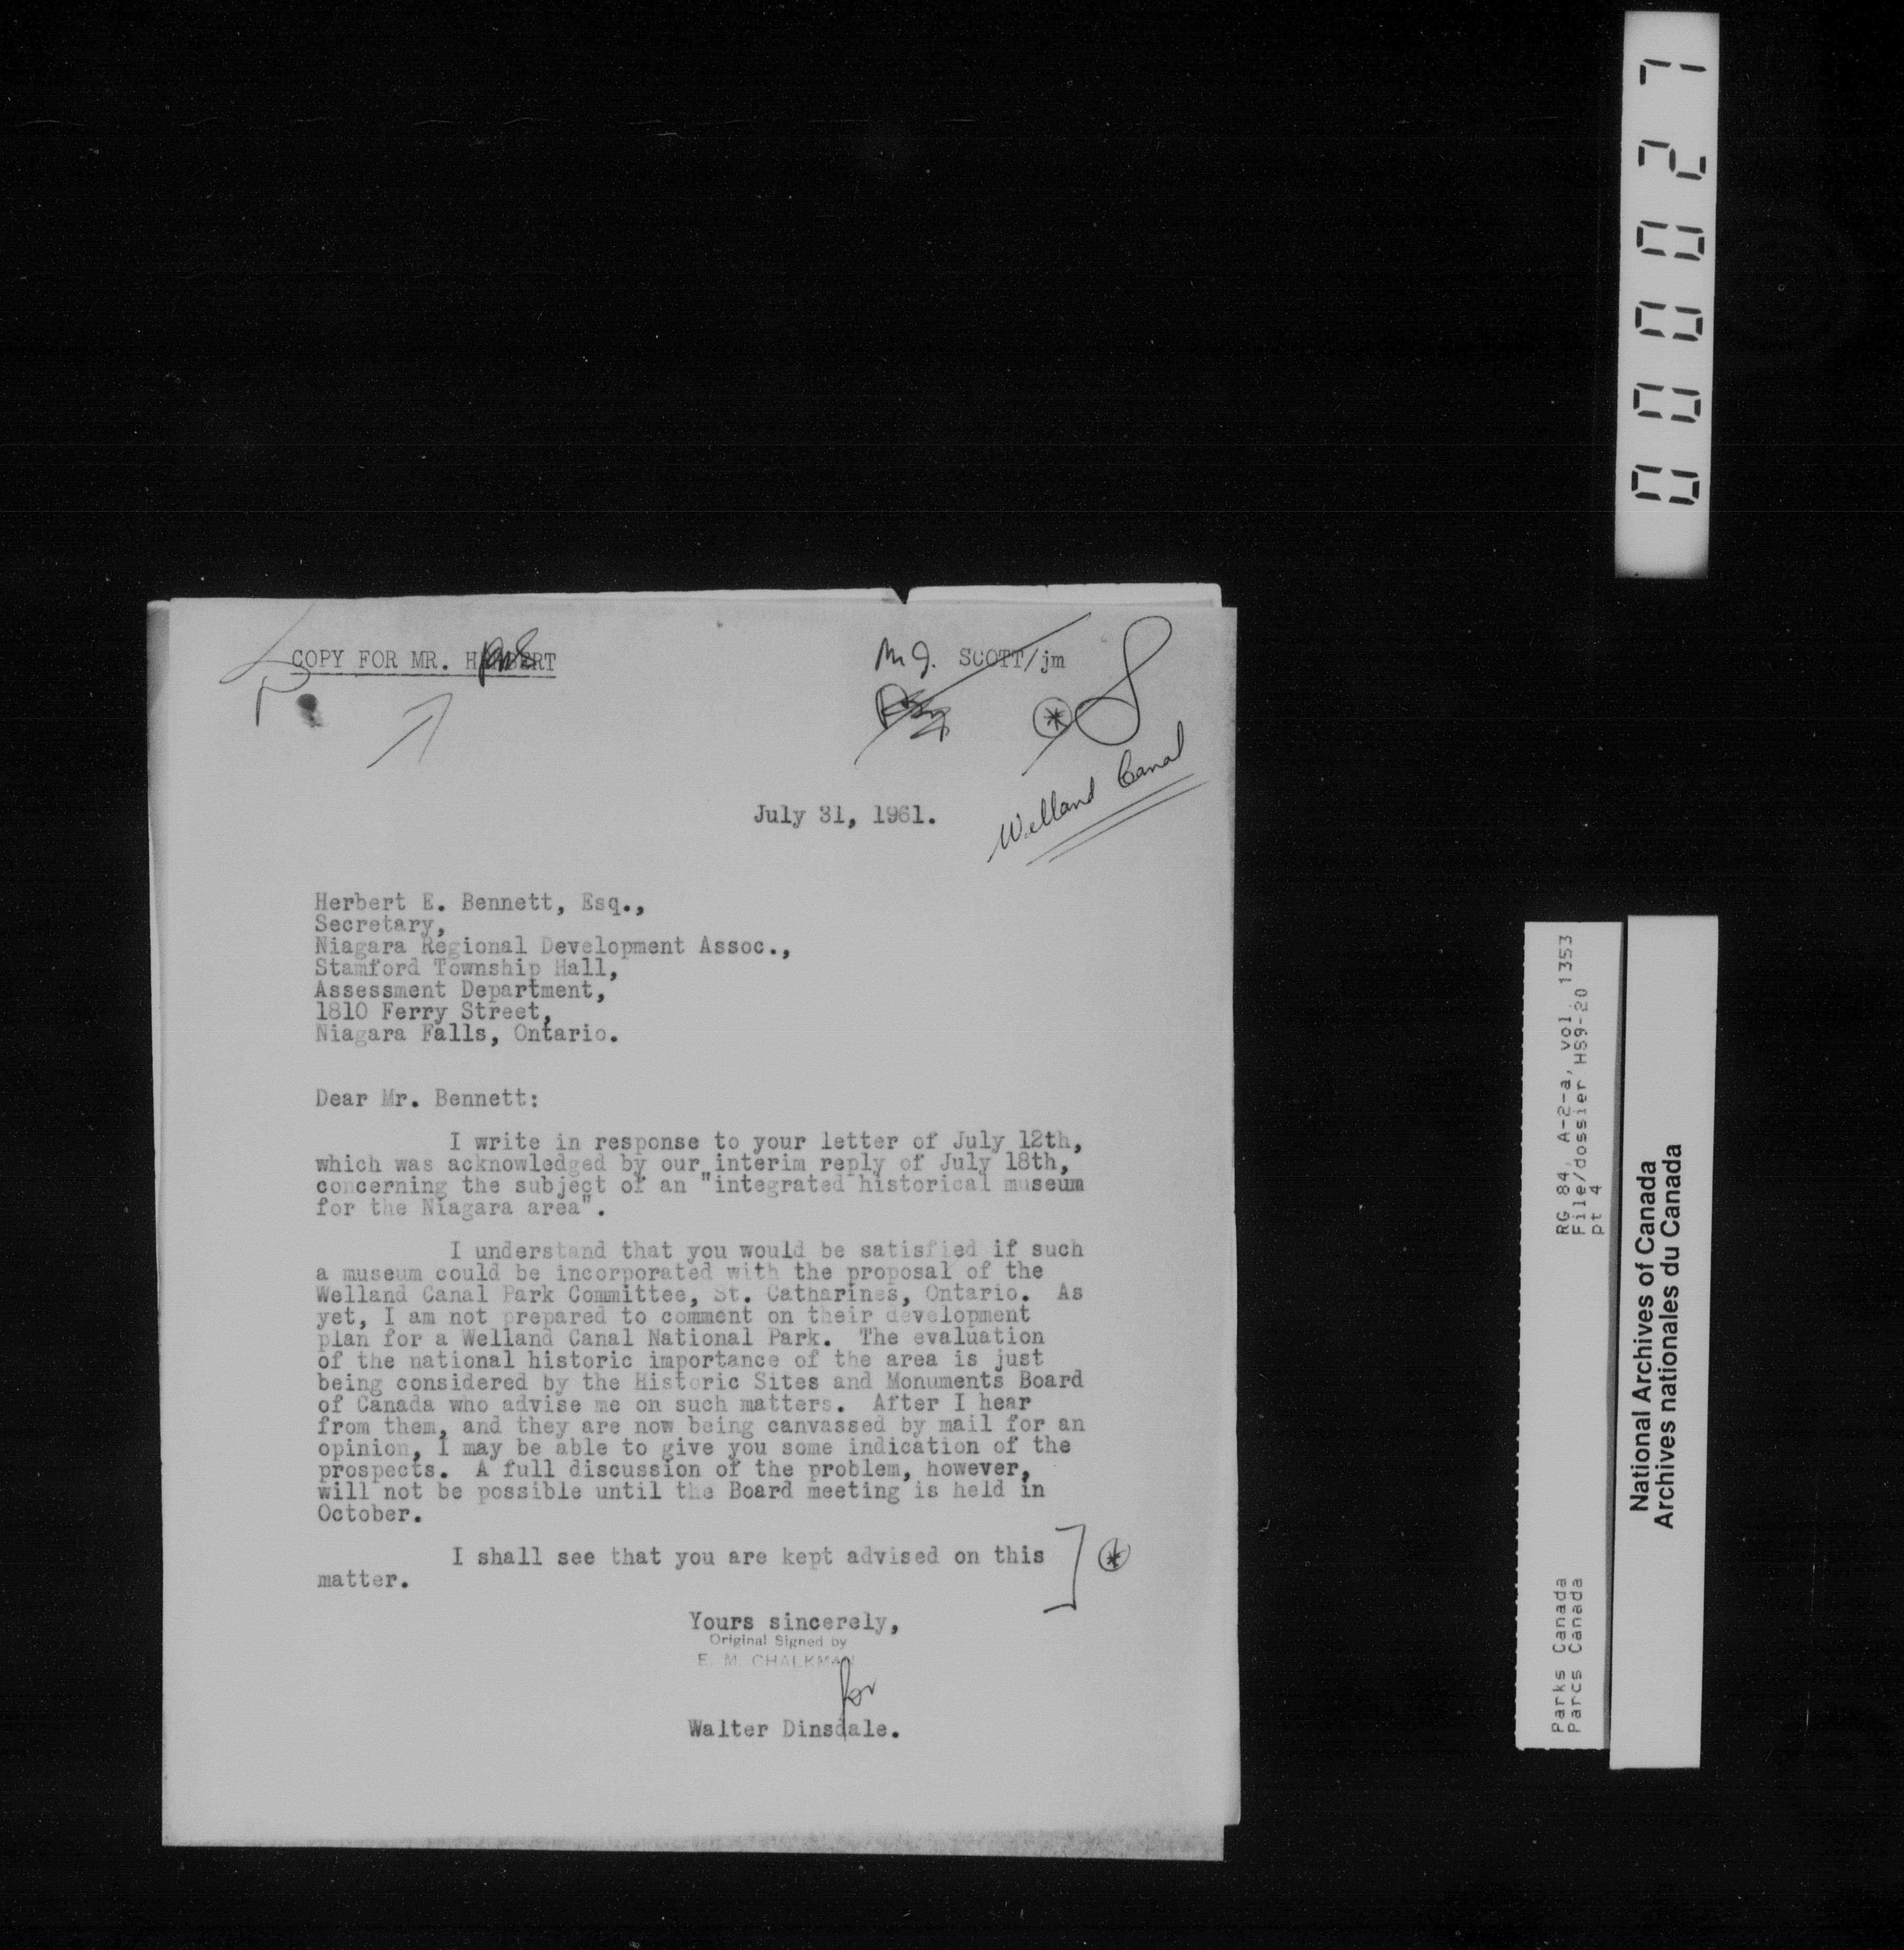 000027
COPY FOR MR. HERBERT
M.J. SCOTT/jm
Welland Canal
July 31, 1961.
Herbert E. Bennett, Esq.,
Secretary,
Niagara Regional Development Assoc.,
Stamford Township Hall,
Assessment Department,
1810 Ferry Street,
Niagara Falls, Ontario.
Dear Mr. Bennett:
I write in response to your letter of July 12th,
which was acknowledged by our interim reply of July 18th,
concerning the subject of an "integrated historical museum
for the Niagara area".
I understand that you would be satisfied if such
a museum could be incorporated with the proposal of the
Welland Canal Park Committee, St. Catharines, Ontario. As
yet, I am not prepared to comment on their development
plan for a Welland Canal National Park. The evaluation
of the national historic importance of the area is just
being considered by the Historic Sites and Monuments Board
of Canada who advise me on such matters. After I hear
from them, and they are now being canvassed by mail for an
opinion, I may be able to give you some indication of the
prospects. A full discussion of the problem, however,
will not be possible until the Board meeting is held in
October.
I shall see that you are kept advised on this
matter.
Yours sincerely,
Original Signed by
E. M. CHALKMAN
for
Walter Dinsdale.
Parks Canada
Parcs Canada
RG 84, A-2-a, vol. 1353
File/dossier HS9-20
pt 4
National Archives of Canada
Archives nationales du Canada